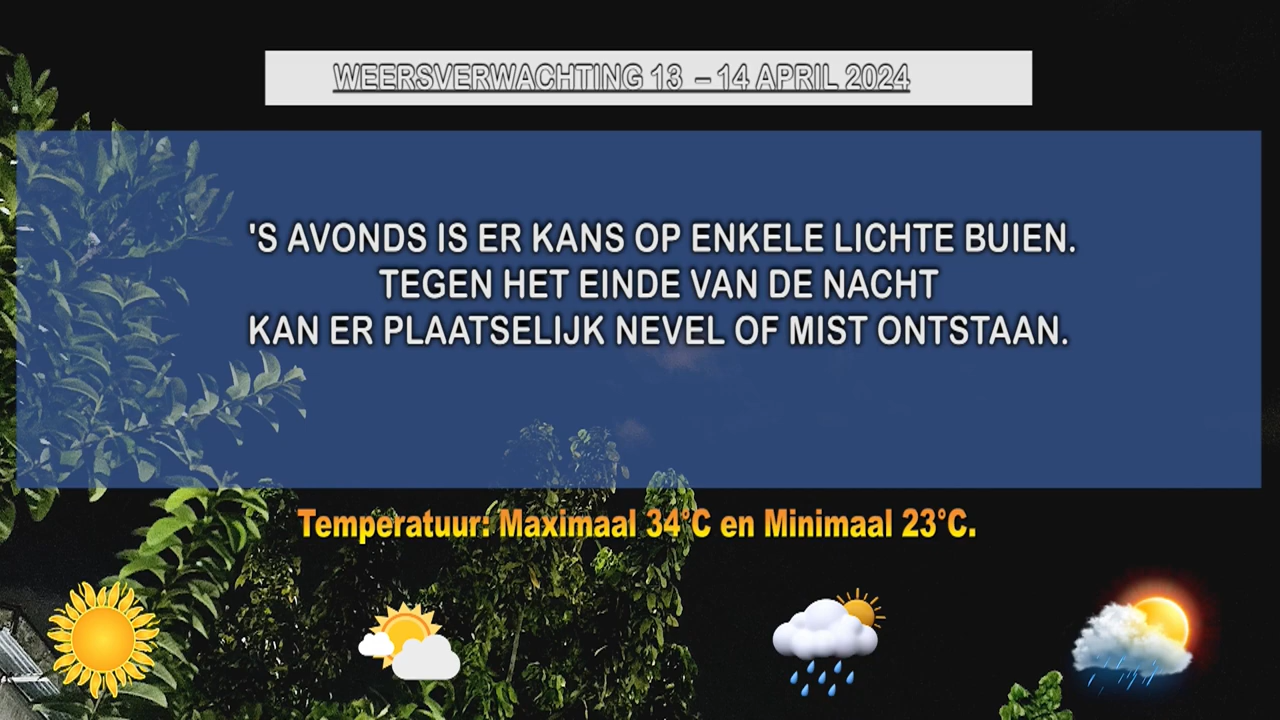 WEERSVERWACHTING 13 – 14 APRIL 2024
'S AVONDS IS ER KANS OP ENKELE LICHTE BUIEN.
TEGEN HET EINDE VAN DE NACHT
KAN ER PLAATSELIJK NEVEL OF MIST ONTSTAAN.
Temperatuur: Maximaal 34°C en Minimaal 23°C.